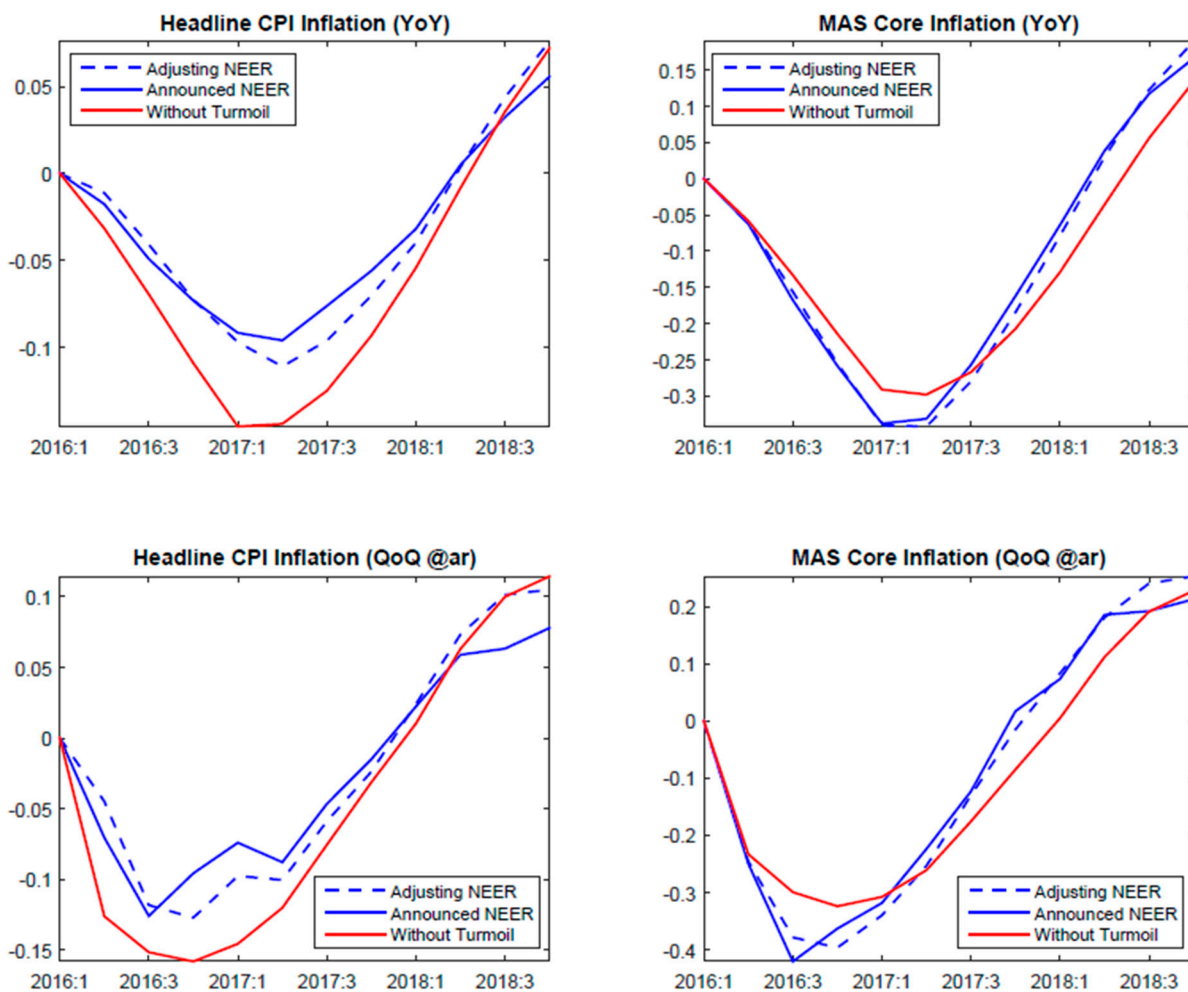 Headline CPI Inflation (YoY)
Adjusting NEER
Announced NEER
Without Turmoil
0.05
0
-0.05
-0.1
2016:1 2016:3 2017:1 2017:3 2018:1 2018:3
MAS Core Inflation (YoY)
Adjusting NEER
Announced NEER
Without Turmoil
0.15
0.1
0.05
0
-0.05
-0.1
-0.15
-0.2
-0.25
-0.3
2016:1 2016:3 2017:1 2017:3 2018:1 2018:3
Headline CPI Inflation (QoQ @ar)
0.1
0.05
0
-0.05
-0.1
-0.15
Adjusting NEER
Announced NEER
Without Turmoil
2016:1 2016:3 2017:1 2017:3 2018:1 2018:3
MAS Core Inflation (QoQ @ar)
0.2
0.1
0
-0.1
-0.2
-0.3
-0.4
Adjusting NEER
Announced NEER
Without Turmoil
2016:1 2016:3 2017:1 2017:3 2018:1 2018:3